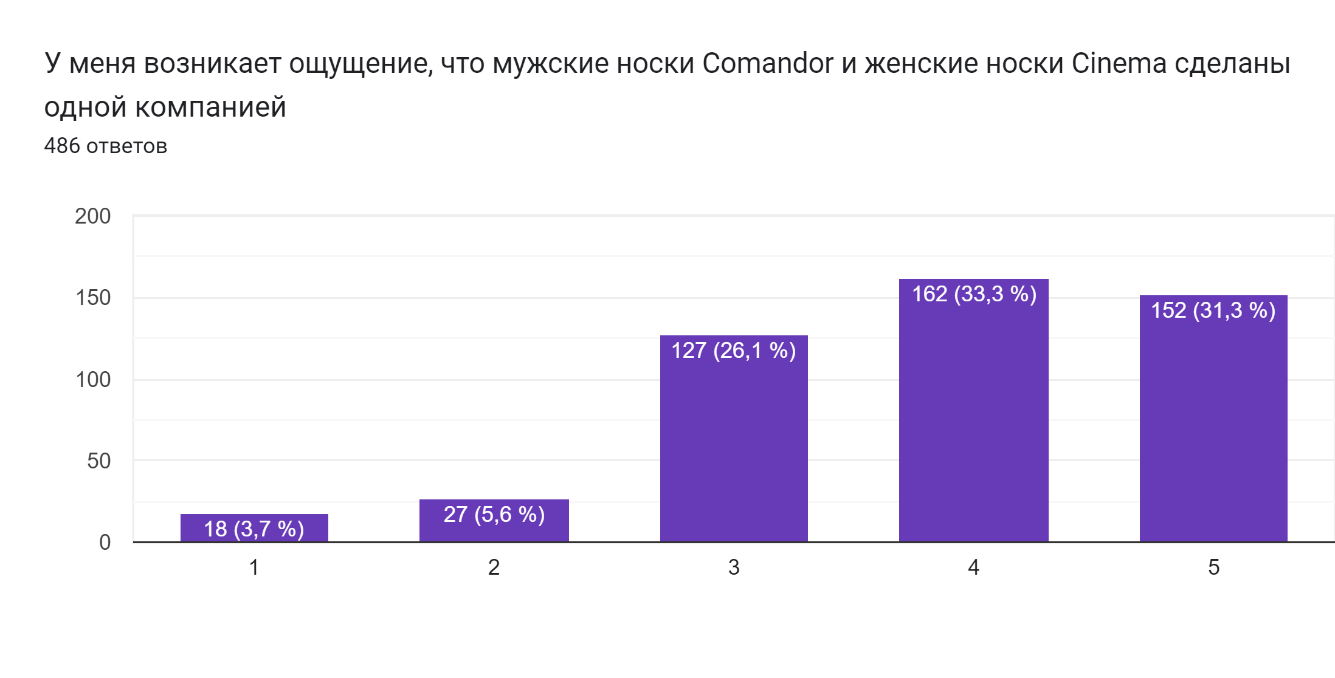 У меня возникает ощущение, что мужские носки Comandor и женские носки Cinema сделаны
одной компанией
486 ответов
200
150
100
50
0
18 (3,7 %)
27 (5,6 %)
127 (26,1 %)
162 (33,3 %)
152 (31,3 %)
1
2
3
4
5